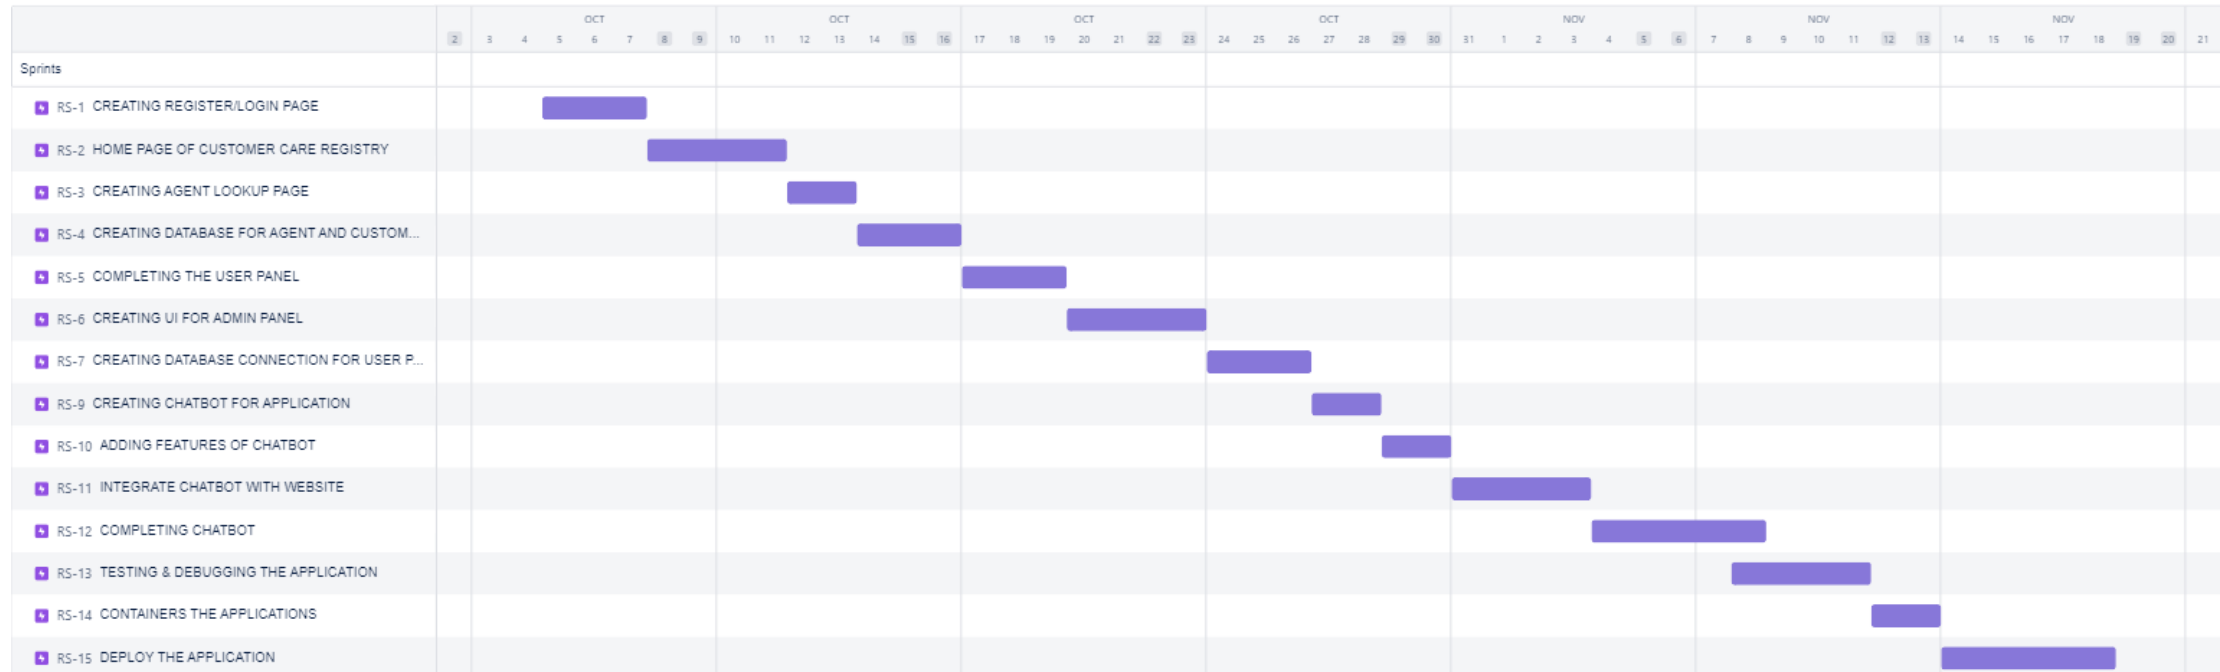 OCT OCT OCT OCT NOV NOV NOV
2 3 4 5 6 7 8 9 10 11 12 13 14 15 16 17 18 19 20 21 22 23 24 25 26 27 28 29 30 31 1 2 3 4 5 6 7 8 9 10 11 12 13 14 15 16 17 18 19 20 21
Sprints
RS-1 CREATING REGISTER/LOGIN PAGE
RS-2 HOME PAGE OF CUSTOMER CARE REGISTRY
RS-3 CREATING AGENT LOOKUP PAGE
RS-4 CREATING DATABASE FOR AGENT AND CUSTOM...
RS-5 COMPLETING THE USER PANEL
RS-6 CREATING UI FOR ADMIN PANEL
RS-7 CREATING DATABASE CONNECTION FOR USER P...
RS-9 CREATING CHATBOT FOR APPLICATION
RS-10 ADDING FEATURES OF CHATBOT
RS-11 INTEGRATE CHATBOT WITH WEBSITE
RS-12 COMPLETING CHATBOT
RS-13 TESTING & DEBUGGING THE APPLICATION
RS-14 CONTAINERS THE APPLICATIONS
RS-15 DEPLOY THE APPLICATION